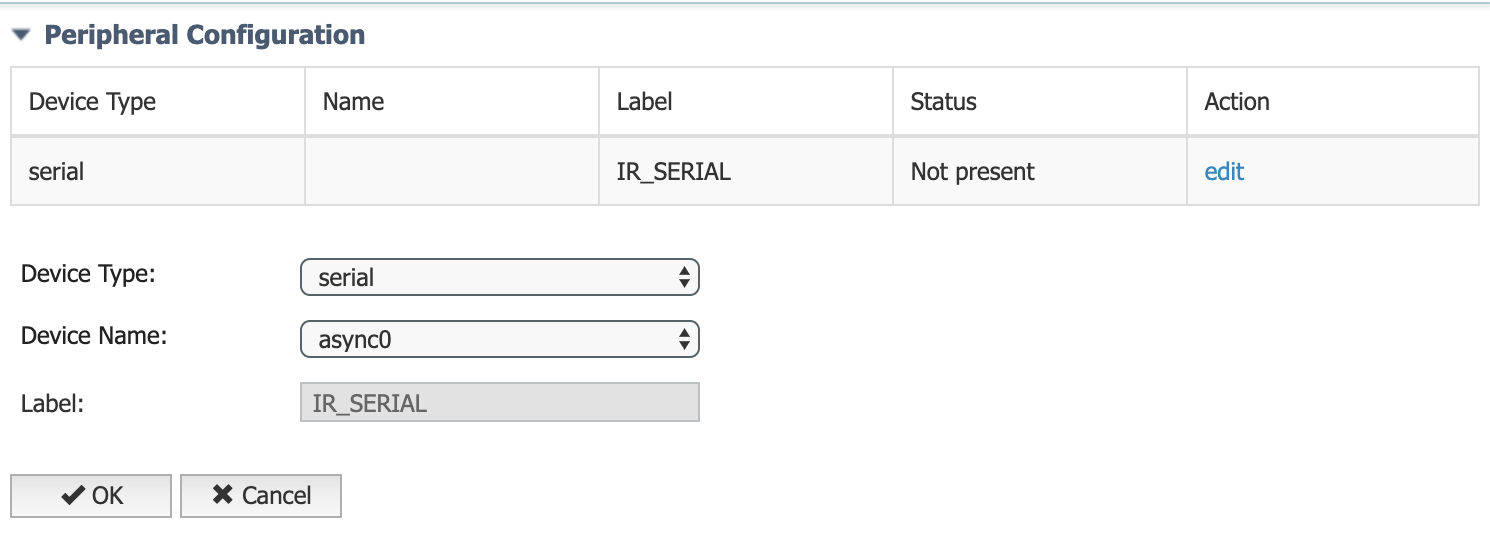 Peripheral Configuration
Device Type Name Label Status Action
serial IR_SERIAL Not present edit
Device Type: serial
Device Name: async0
Label: IR_SERIAL
OK Cancel